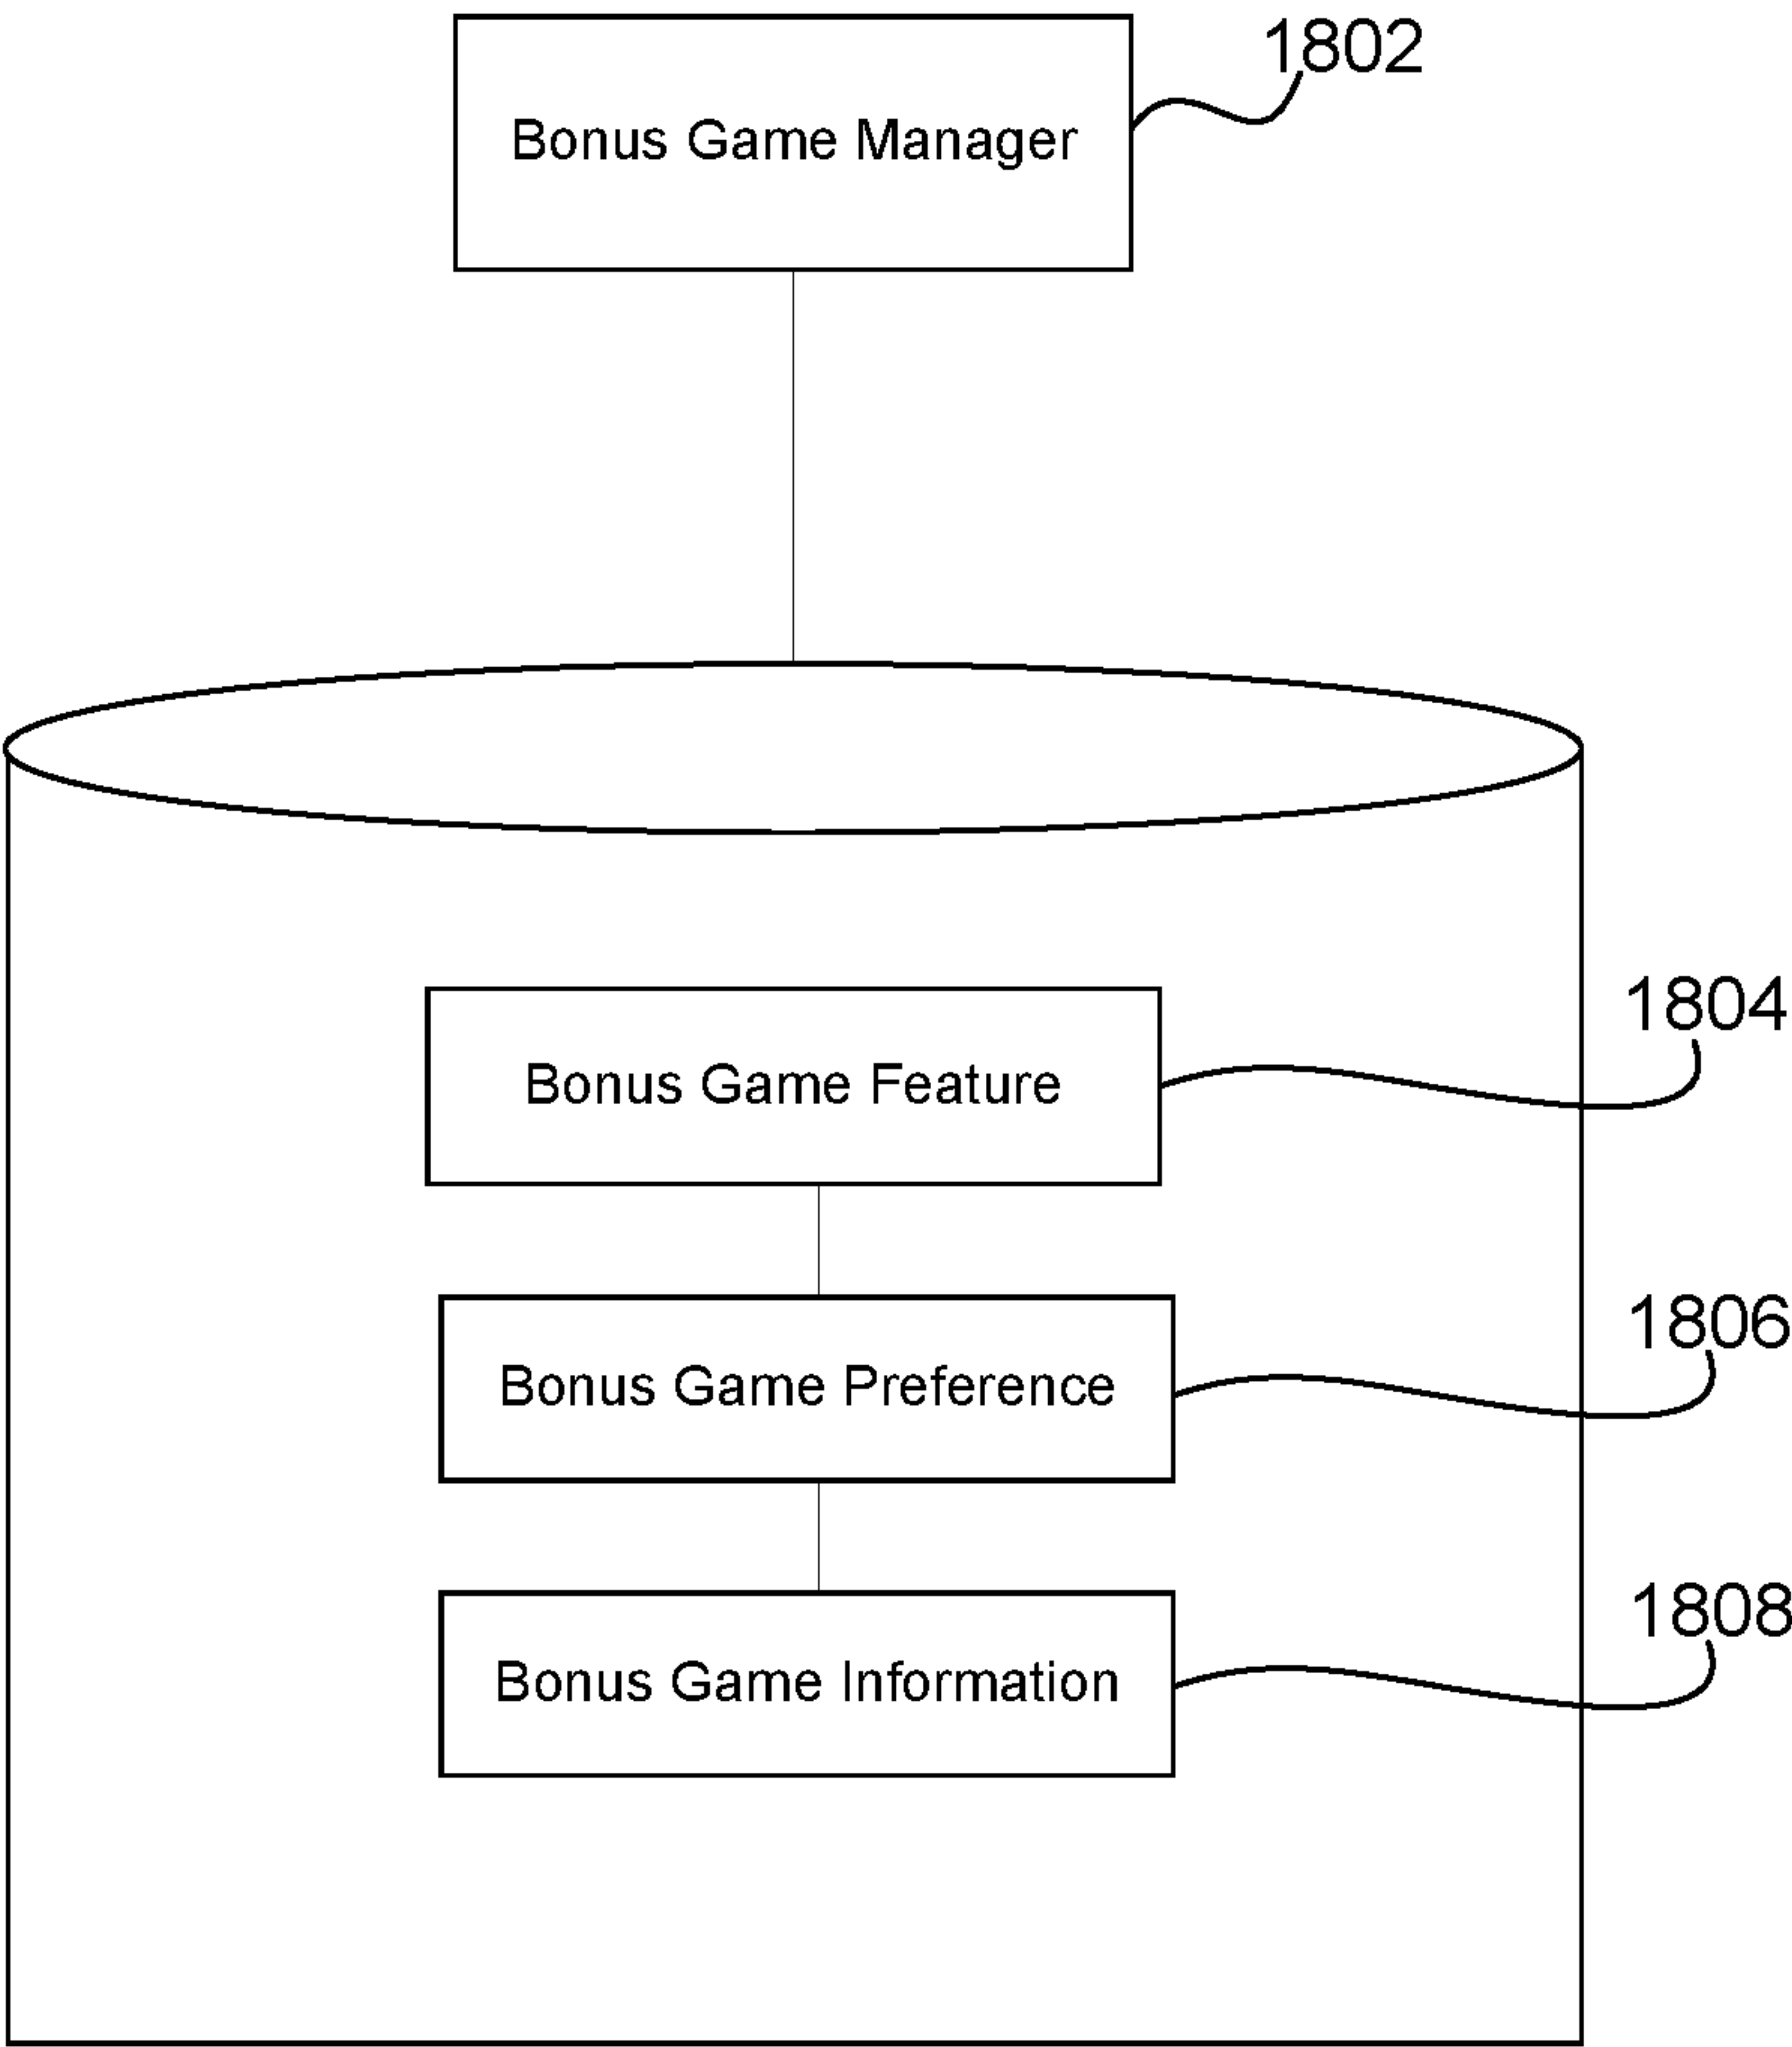 1802
Bonus Game Manager
1804
Bonus Game Feature
1806
Bonus Game Preference
1808
Bonus Game Information